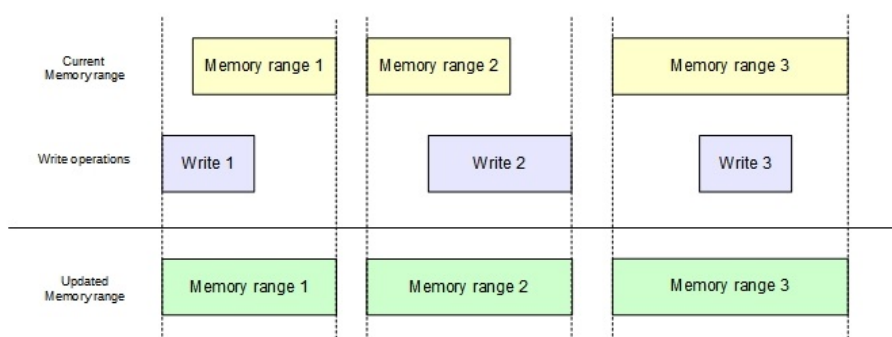 Current
Memory range
Memory range 1
Memory range 2
Memory range 3
Write operations
Write 1
Write 2
Write 3
Updated
Memory range
Memory range 1
Memory range 2
Memory range 3